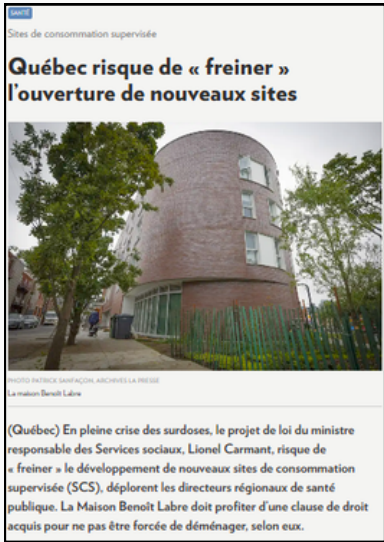 SANTÉ
Sites de consommation supervisée
Québec risque de « freiner »
l'ouverture de nouveaux sites
PHOTO PATRICK SANFAÇON, ARCHIVES LA PRESSE
La maison Benoît Labre
(Québec) En pleine crise des surdoses, le projet de loi du ministre
responsable des Services sociaux, Lionel Carmant, risque de
« freiner » le développement de nouveaux sites de consommation
supervisée (SCS), déplorent les directeurs régionaux de santé
publique. La Maison Benoît Labre doit profiter d'une clause de droit
acquis pour ne pas être forcée de déménager, selon eux.